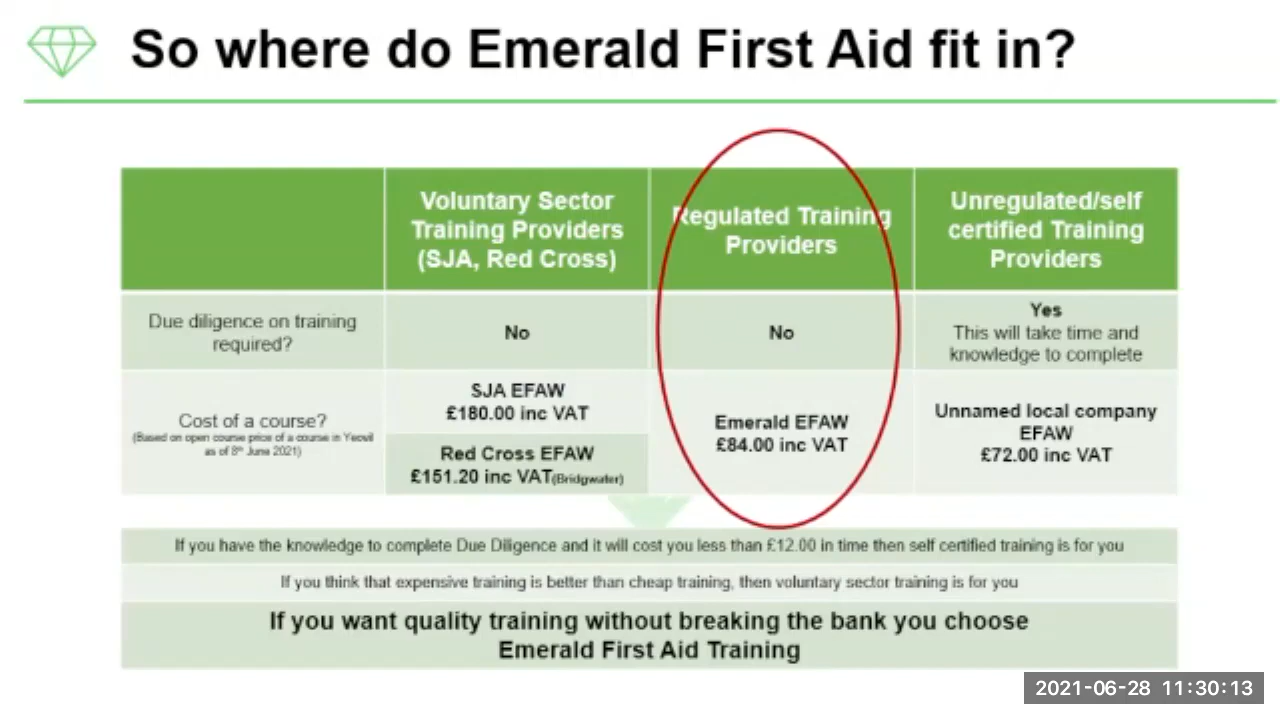 So where do Emerald First Aid fit in?
Voluntary Sector
Training Providers
(SJA, Red Cross)
Regulated Training
Providers
Unregulated/self
certified Training
Providers
Due diligence on training
required?
No
No
Yes
This will take time and
knowledge to complete
Cost of a course?
(Based on open course price of a course in Yeovil
as of 8th June 2021)
SJA EFAW
£180.00 inc VAT
Red Cross EFAW
£151.20 inc VAT(Bridgwater)
Emerald EFAW
£84.00 inc VAT
Unnamed local company
EFAW
£72.00 inc VAT
If you have the knowledge to complete Due Diligence and it will cost you less than £12.00 in time then self certified training is for you
If you think that expensive training is better than cheap training, then voluntary sector training is for you
If you want quality training without breaking the bank you choose
Emerald First Aid Training
2021-06-28 11:30:13